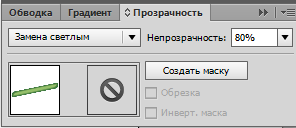 Обводка Градиент Прозрачность
Замена светлым Непрозрачность: 80%
Создать маску
Обрезка
Инверт. маска